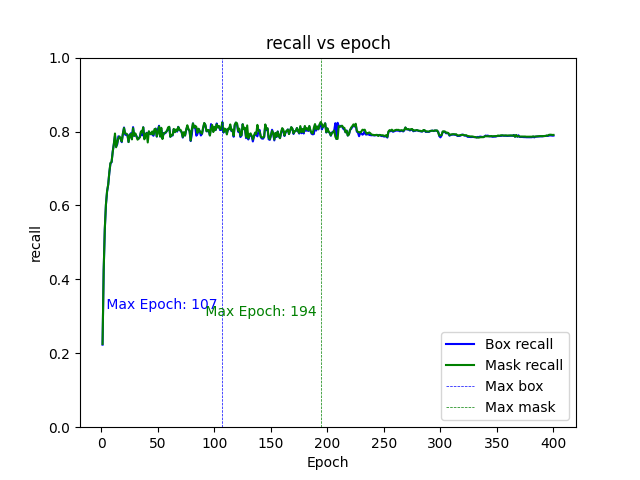 recall vs epoch
1.0
0.8
0.6
0.4
0.2
0.0
recall
Max Epoch: 107
Max Epoch: 194
Box recall
Mask recall
Max box
Max mask
0 50 100 150 200 250 300 350 400
Epoch